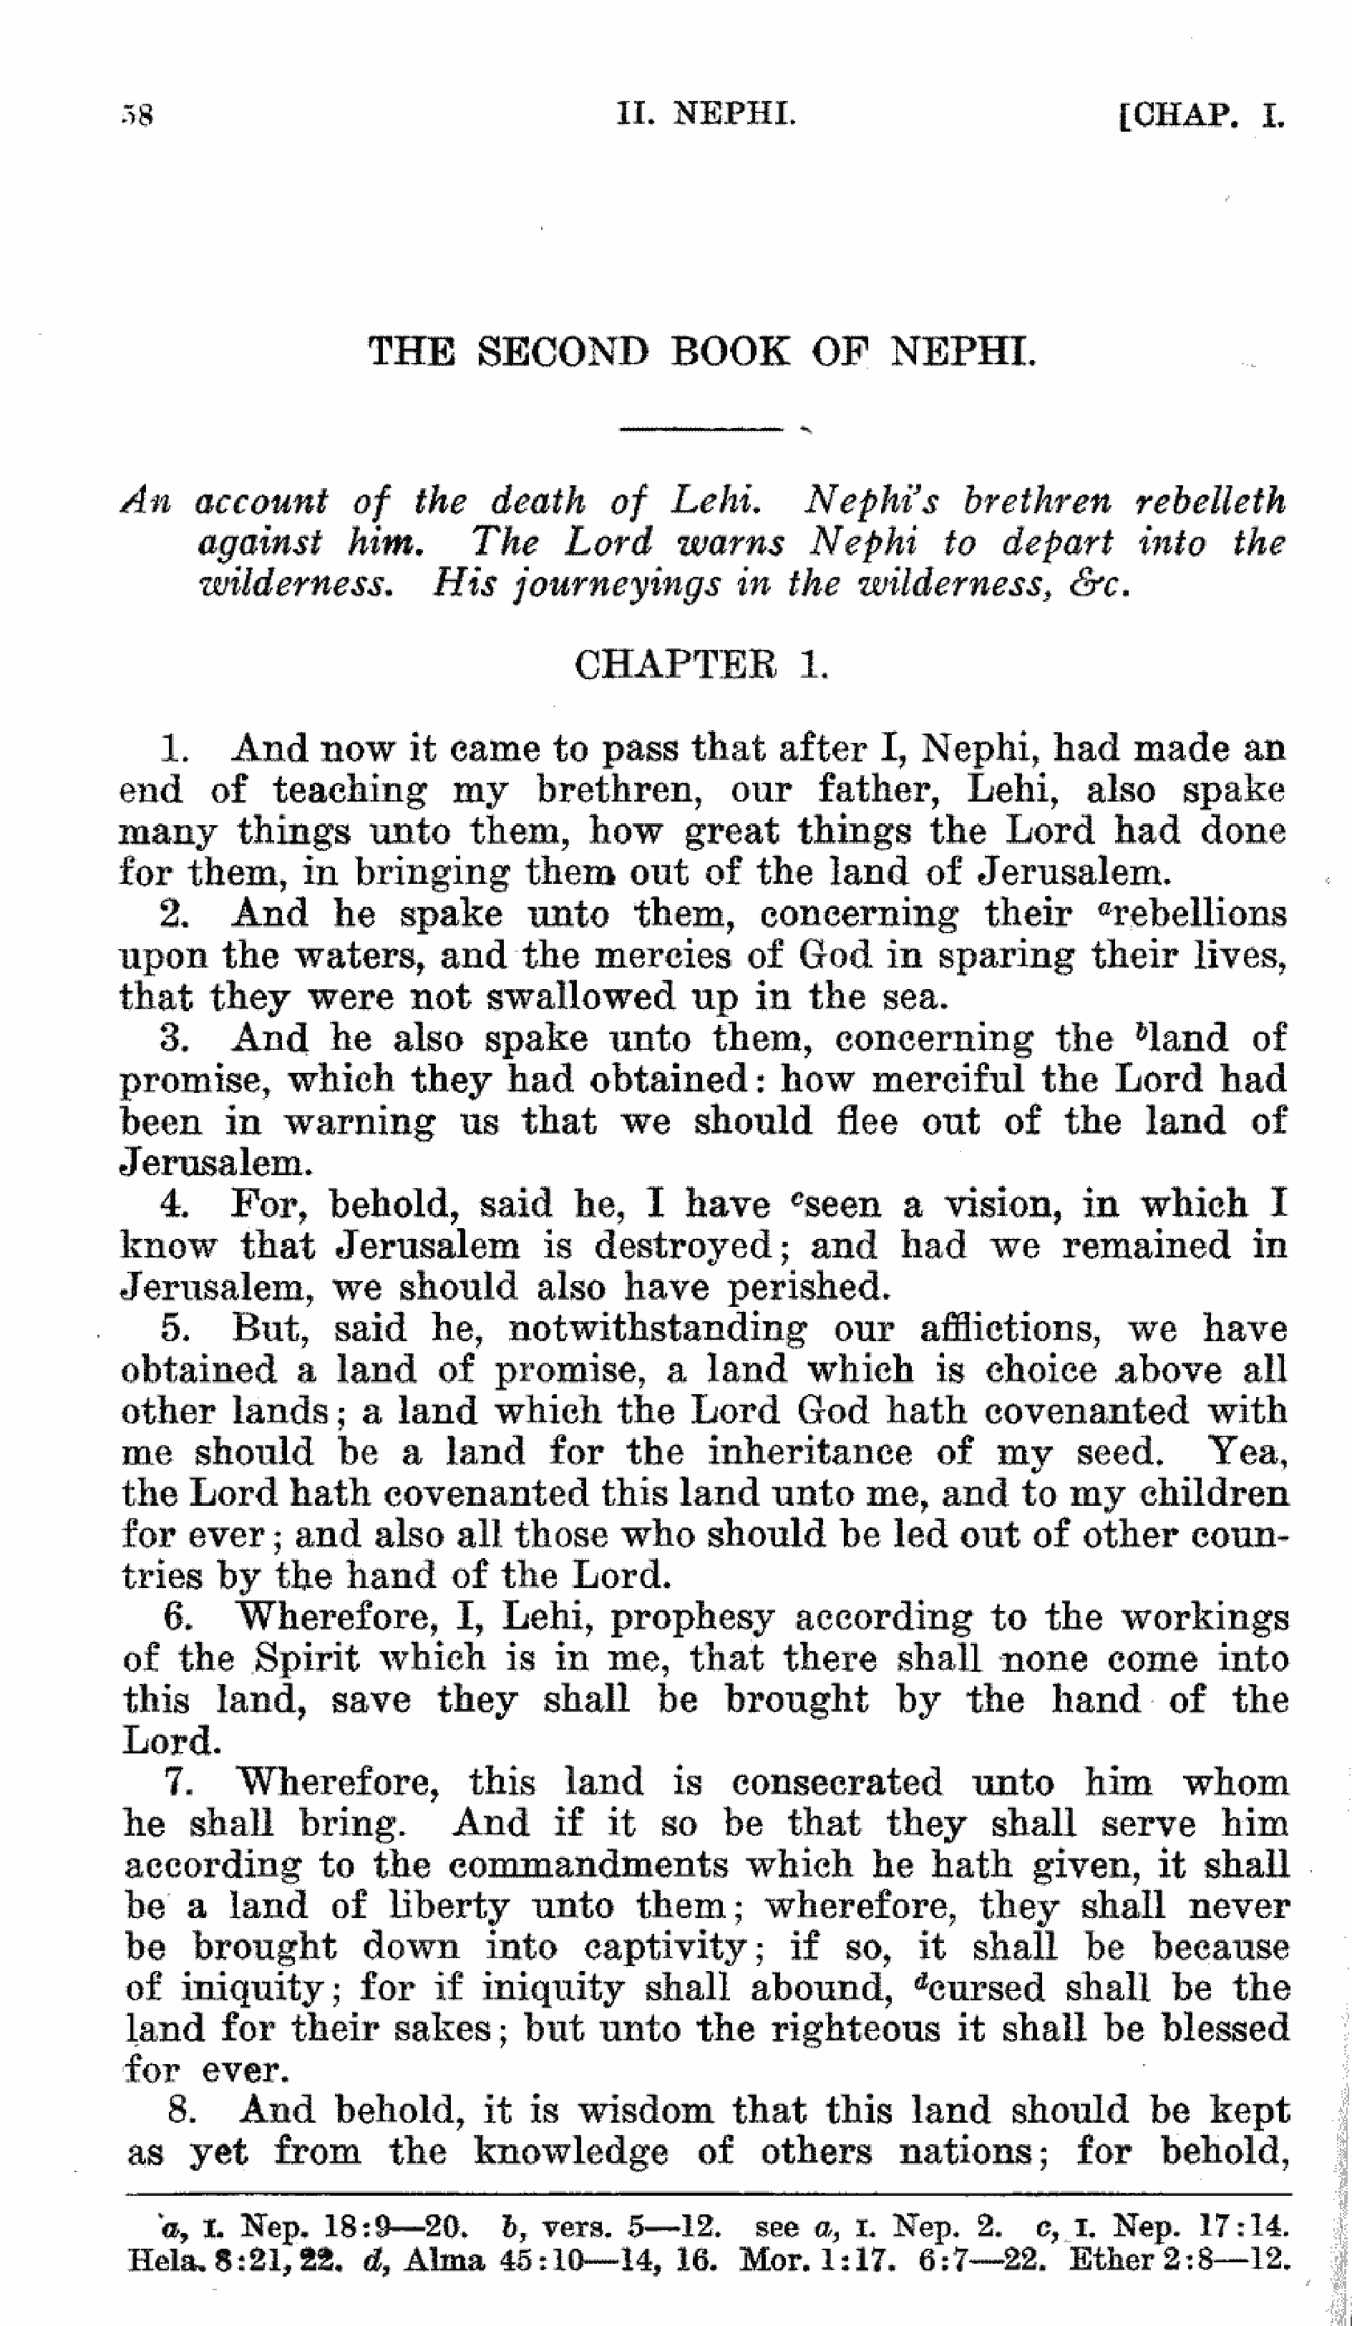 58 II. NEPHI. [CHAP. I.
THE SECOND BOOK OF NEPHI.
An account of the death of Lehi. Nephi's brethren rebelleth
against him. The Lord warns Nephi to depart into the
wilderness. His journeyings in the wilderness, &c.
CHAPTER 1.
1. And now it came to pass that after I, Nephi, had made an
end of teaching my brethren, our father, Lehi, also spake
many things unto them, how great things the Lord had done
for them, in bringing them out of the land of Jerusalem.
2. And he spake unto them, concerning their ᵃrebellions
upon the waters, and the mercies of God in sparing their lives,
that they were not swallowed up in the sea.
3. And he also spake unto them, concerning the ᵇland of
promise, which they had obtained: how merciful the Lord had
been in warning us that we should flee out of the land of
Jerusalem.
4. For, behold, said he, I have ᶜseen a vision, in which I
know that Jerusalem is destroyed; and had we remained in
Jerusalem, we should also have perished.
5. But, said he, notwithstanding our afflictions, we have
obtained a land of promise, a land which is choice above all
other lands; a land which the Lord God hath covenanted with
me should be a land for the inheritance of my seed. Yea,
the Lord hath covenanted this land unto me, and to my children
for ever; and also all those who should be led out of other coun-
tries by the hand of the Lord.
6. Wherefore, I, Lehi, prophesy according to the workings
of the Spirit which is in me, that there shall none come into
this land, save they shall be brought by the hand of the
Lord.
7. Wherefore, this land is consecrated unto him whom
he shall bring. And if it so be that they shall serve him
according to the commandments which he hath given, it shall
be a land of liberty unto them; wherefore, they shall never
be brought down into captivity; if so, it shall be because
of iniquity; for if iniquity shall abound, ᵈcursed shall be the
land for their sakes; but unto the righteous it shall be blessed
for ever.
8. And behold, it is wisdom that this land should be kept
as yet from the knowledge of others nations; for behold,
a, I. Nep. 18:9—20. b, vers. 5—12. see a, I. Nep. 2. c, I. Nep. 17:14.
Hela. 8:21, 22. d, Alma 45:10—14, 16. Mor. 1:17. 6:7—22. Ether 2:8—12.